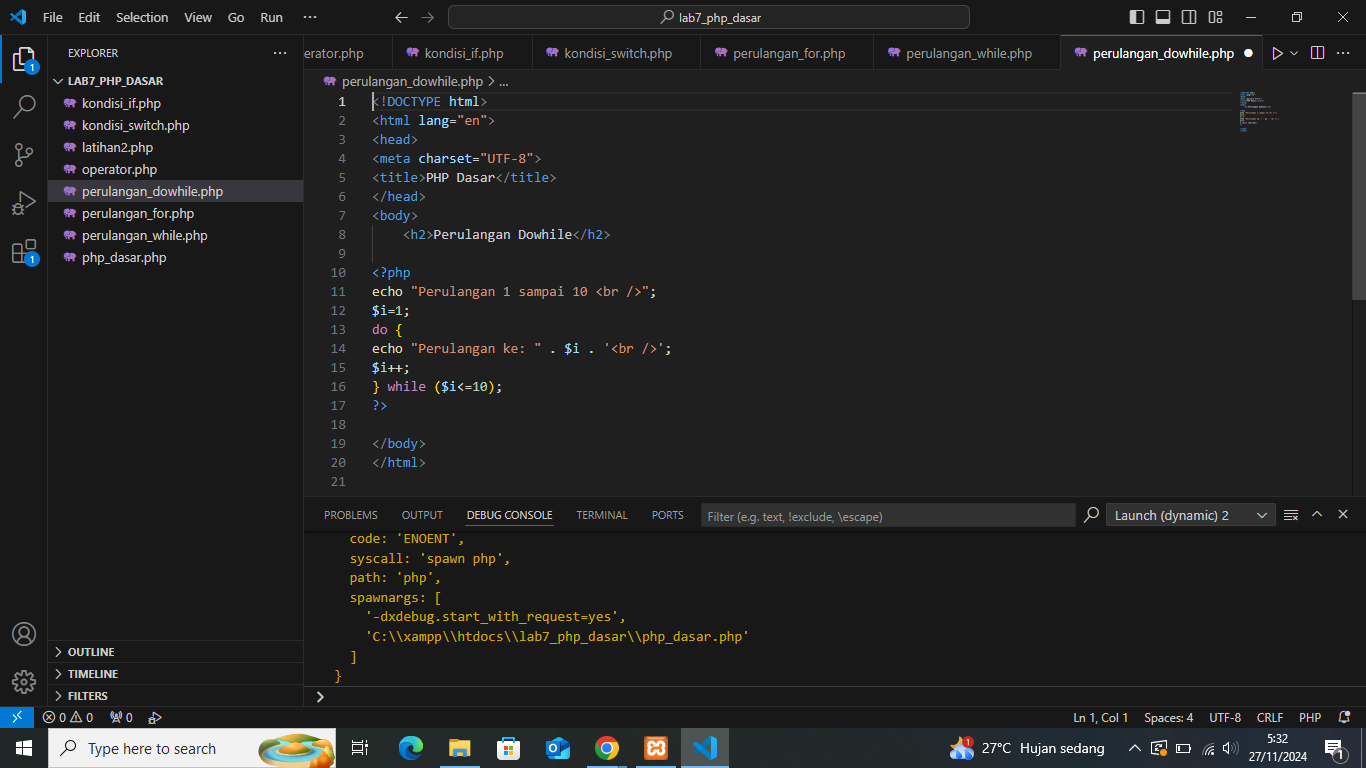 File Edit Selection View Go Run ··· lab7_php_dasar
EXPLORER ···
LAB7_PHP_DASAR
kondisi_if.php
kondisi_switch.php
latihan2.php
operator.php
perulangan_dowhile.php
perulangan_for.php
perulangan_while.php
php_dasar.php
OUTLINE
TIMELINE
FILTERS
1
1
erator.php kondisi_if.php kondisi_switch.php perulangan_for.php perulangan_while.php perulangan_dowhile.php
perulangan_dowhile.php > ...
1 <!DOCTYPE html>
2 <html lang="en">
3 <head>
4 <meta charset="UTF-8">
5 <title>PHP Dasar</title>
6 </head>
7 <body>
8 <h2>Perulangan Dowhile</h2>
9
10 <?php
11 echo "Perulangan 1 sampai 10 <br />";
12 $i=1;
13 do {
14 echo "Perulangan ke: " . $i . '<br />';
15 $i++;
16 } while ($i<=10);
17 ?>
18
19 </body>
20 </html>
21
PROBLEMS OUTPUT DEBUG CONSOLE TERMINAL PORTS Filter (e.g. text, !exclude, \escape) Launch (dynamic) 2
code: 'ENOENT',
syscall: 'spawn php',
path: 'php',
spawnargs: [
'-dxdebug.start_with_request=yes',
'C:\\xampp\\htdocs\\lab7_php_dasar\\php_dasar.php'
]
}
>
0 0 0 Ln 1, Col 1 Spaces: 4 UTF-8 CRLF PHP
Type here to search 1 27°C Hujan sedang 5:32
27/11/2024 1